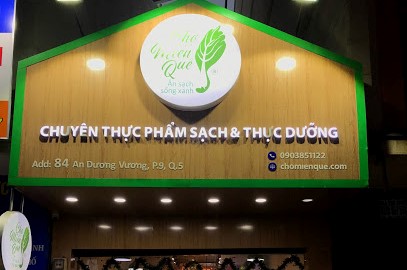 Chợ
Miền
Quê
Ăn sạch
sống xanh
CHUYÊN THỰC PHẨM SẠCH & THỰC DƯỠNG
Add: 84 An Dương Vương, P.9, Q.5
0903851122
chomienque.com